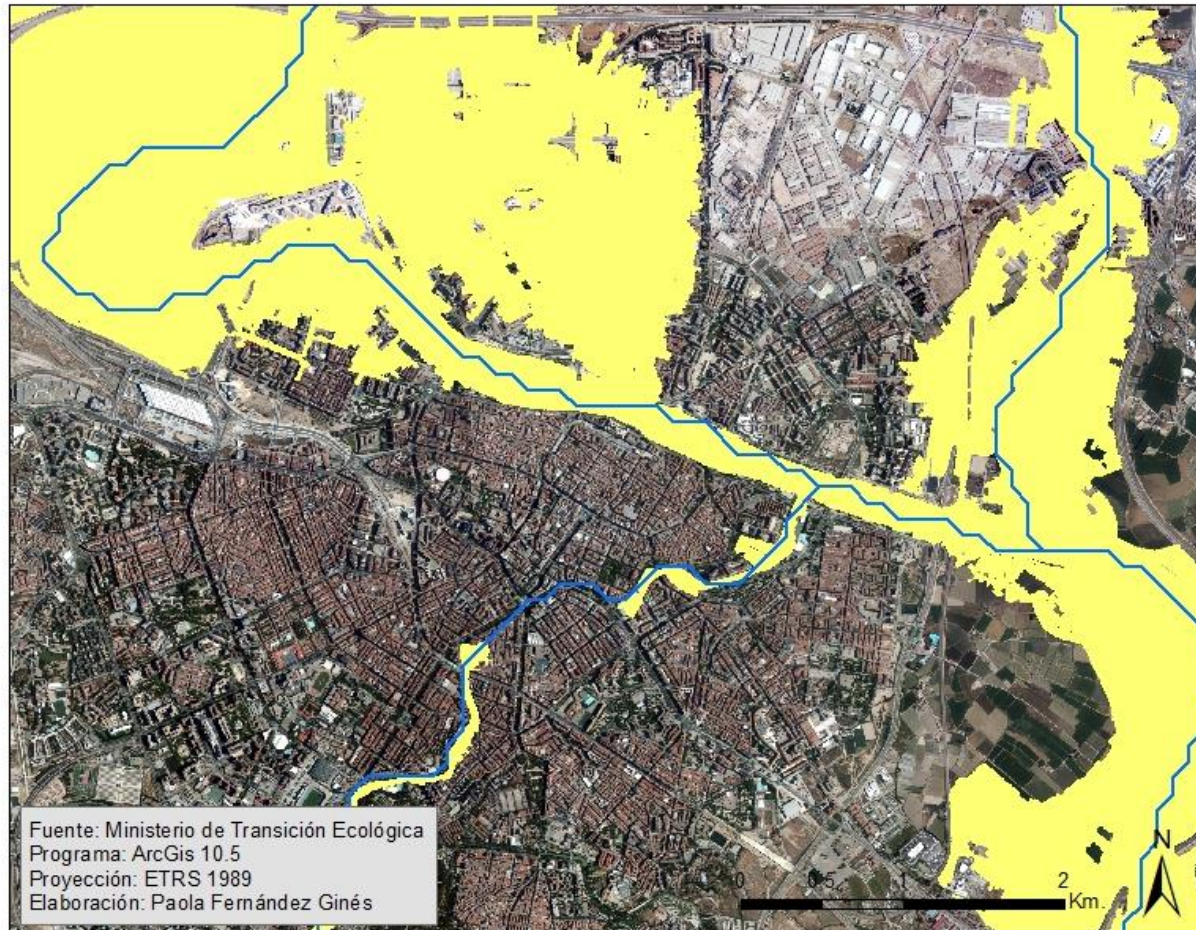 Fuente: Ministerio de Transición Ecológica
Programa: ArcGis 10.5
Proyección: ETRS 1989
Elaboración: Paola Fernández Ginés
0 0,5 1 2
Km.
N